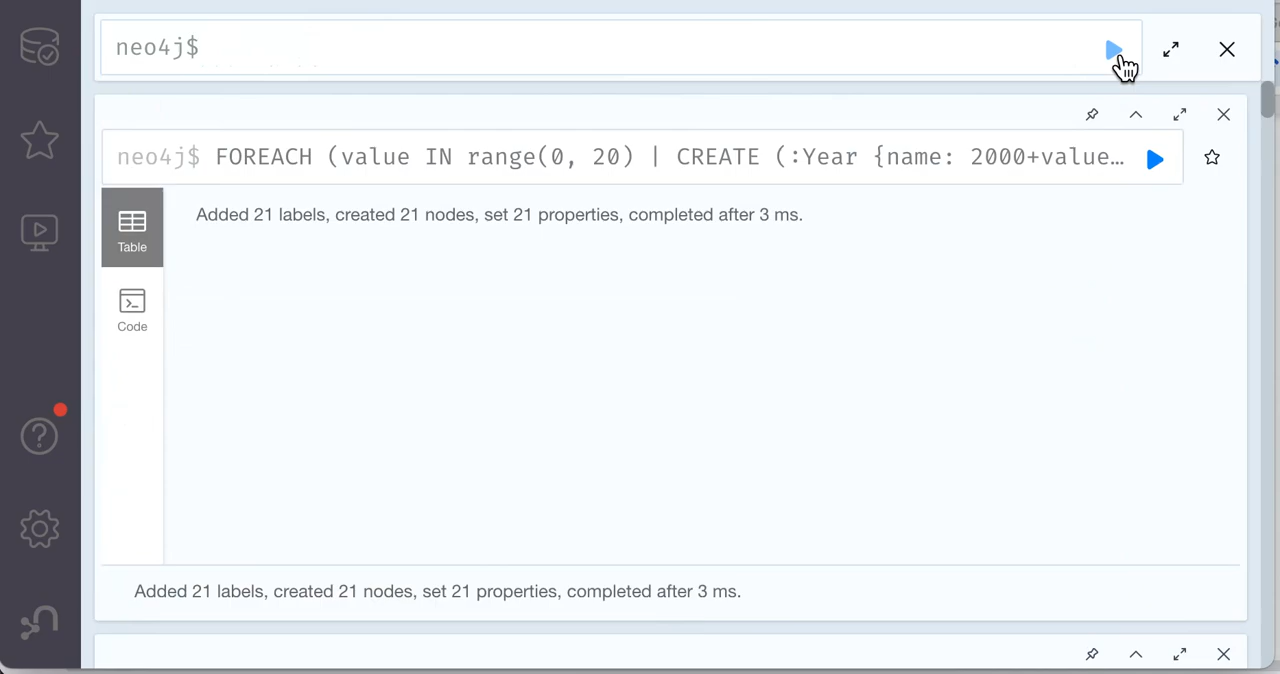 neo4j$
neo4j$ FOREACH (value IN range(0, 20) | CREATE (:Year {name: 2000+value…
Table
Added 21 labels, created 21 nodes, set 21 properties, completed after 3 ms.
Code
Added 21 labels, created 21 nodes, set 21 properties, completed after 3 ms.